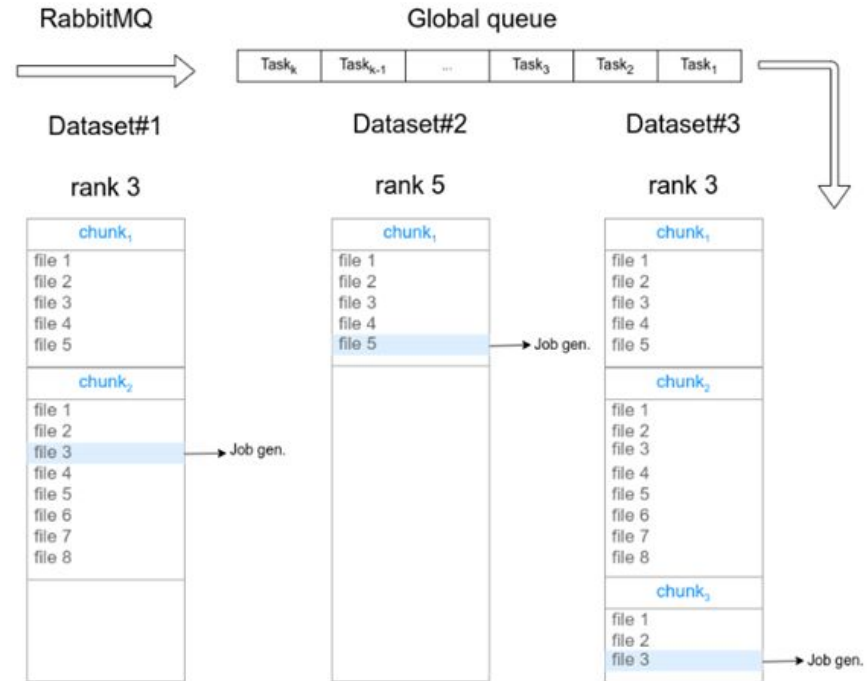 RabbitMQ
Global queue
Taskₖ Taskₖ₋₁ ... Task₃ Task₂ Task₁
Dataset#1
rank 3
chunk₁
file 1
file 2
file 3
file 4
file 5
chunk₂
file 1
file 2
file 3
Job gen.
file 4
file 5
file 6
file 7
file 8
Dataset#2
rank 5
chunk₁
file 1
file 2
file 3
file 4
file 5
Job gen.
Dataset#3
rank 3
chunk₁
file 1
file 2
file 3
file 4
file 5
chunk₂
file 1
file 2
file 3
file 4
file 5
file 6
file 7
file 8
chunk₃
file 1
file 2
file 3
Job gen.